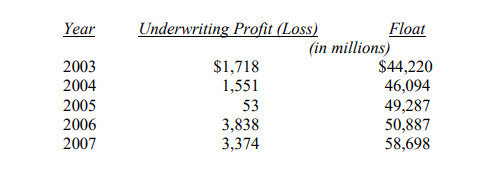 Year Underwriting Profit (Loss) Float
(in millions)
2003 $1,718 $44,220
2004 1,551 46,094
2005 53 49,287
2006 3,838 50,887
2007 3,374 58,698